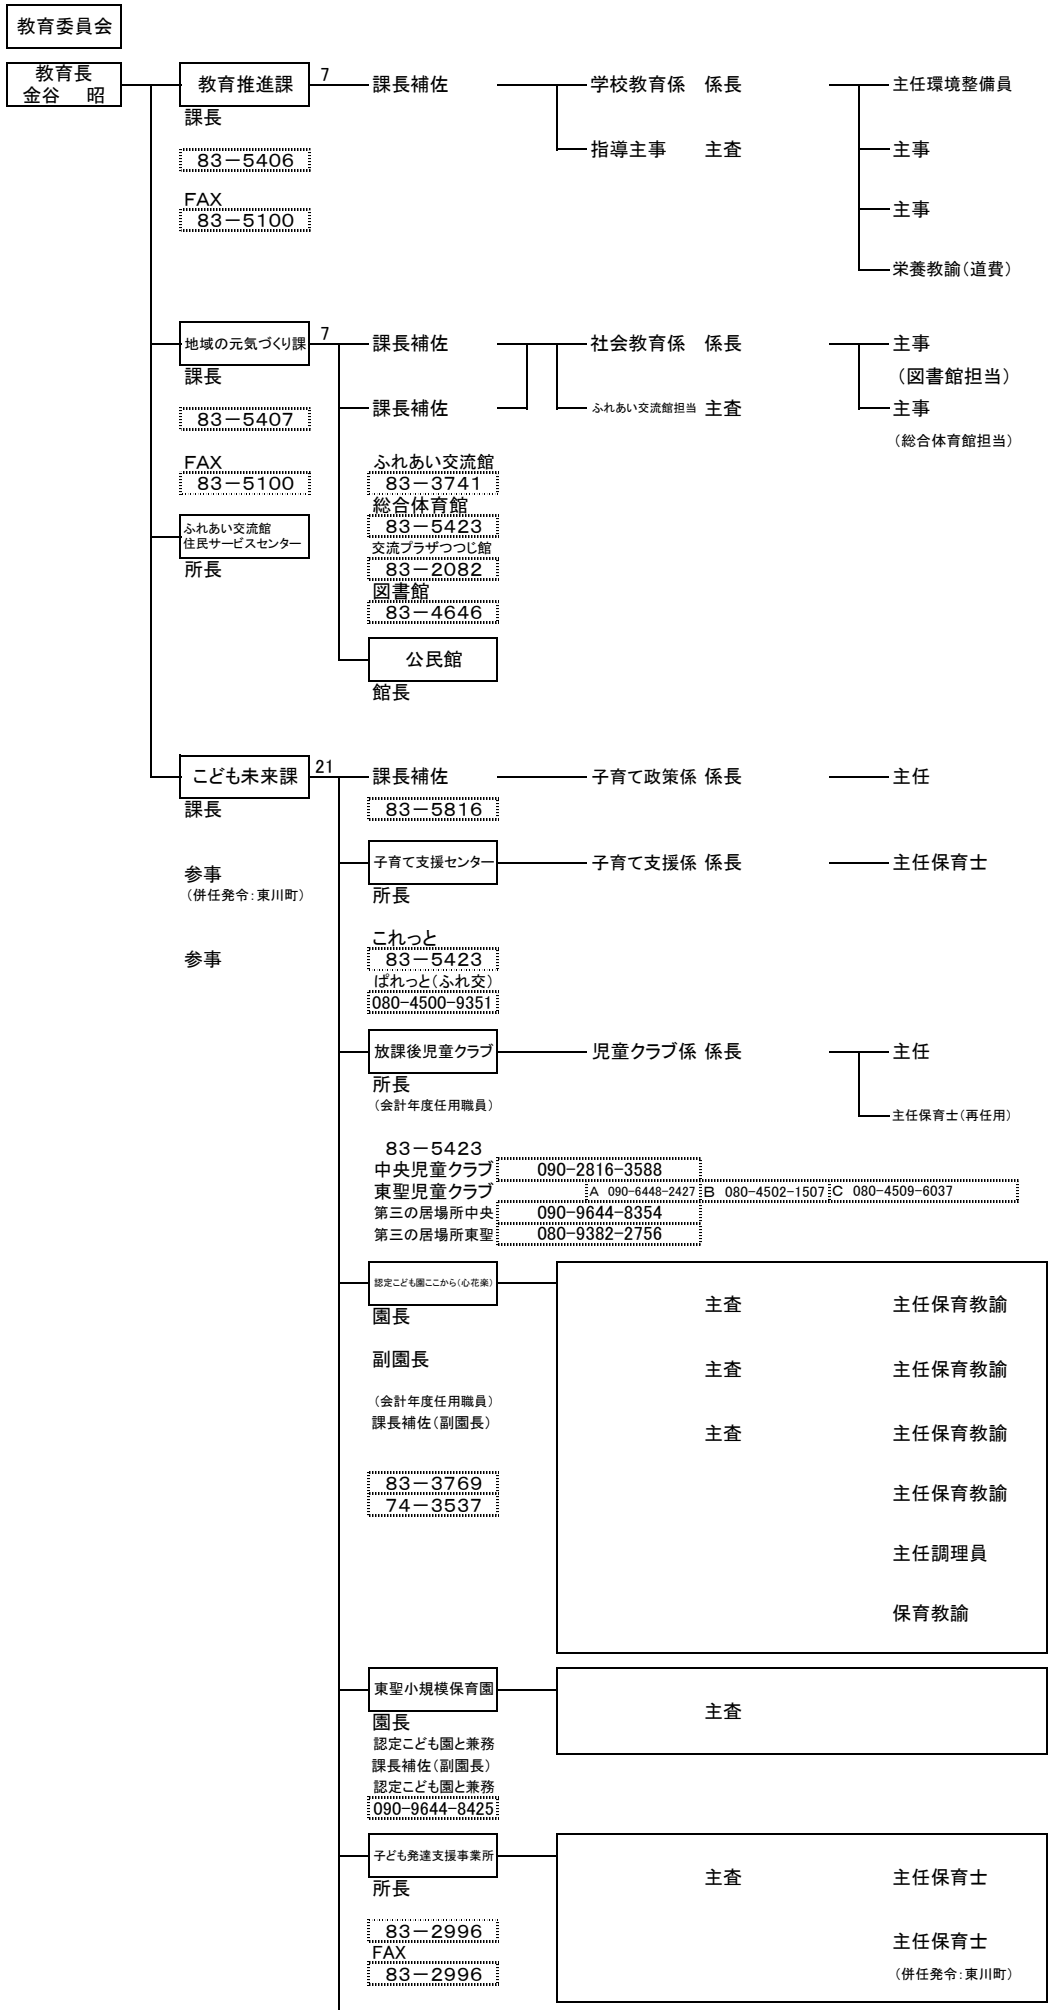 教育委員会
教育長
金谷　昭
教育推進課 7 課長補佐 学校教育係 係長 主任環境整備員
課長
指導主事 主査 主事
83－5406
FAX
83－5100
主事
栄養教諭（道費）
地域の元気づくり課 7 課長補佐 社会教育係 係長 主事
課長
（図書館担当）
課長補佐 ふれあい交流館担当 主査 主事
83－5407
（総合体育館担当）
FAX
83－5100
ふれあい交流館
83－3741
総合体育館
83－5423
交流プラザつつじ館
83－2082
図書館
83－4646
ふれあい交流館
住民サービスセンター
所長
公民館
館長
こども未来課 21 課長補佐 子育て政策係 係長 主任
課長
83－5816
子育て支援センター 子育て支援係 係長 主任保育士
所長
参事
（併任発令：東川町）
これっと
83－5423
参事
ぱれっと（ふれ交）
080-4500-9351
放課後児童クラブ 児童クラブ係 係長 主任
所長
（会計年度任用職員）
主任保育士（再任用）
83－5423
中央児童クラブ 090-2816-3588
東聖児童クラブ A 090-6448-2427 B 080-4502-1507 C 080-4509-6037
第三の居場所中央 090-9644-8354
第三の居場所東聖 080-9382-2756
認定こども園ここから（心花楽）
園長
主査 主任保育教諭
副園長
主査 主任保育教諭
（会計年度任用職員）
課長補佐（副園長）
主査 主任保育教諭
83－3769
74－3537
主任保育教諭
主任調理員
保育教諭
東聖小規模保育園
園長
主査
認定こども園と兼務
課長補佐（副園長）
認定こども園と兼務
090-9644-8425
子ども発達支援事業所
所長
主査 主任保育士
83－2996
FAX
83－2996
主任保育士
（併任発令：東川町）